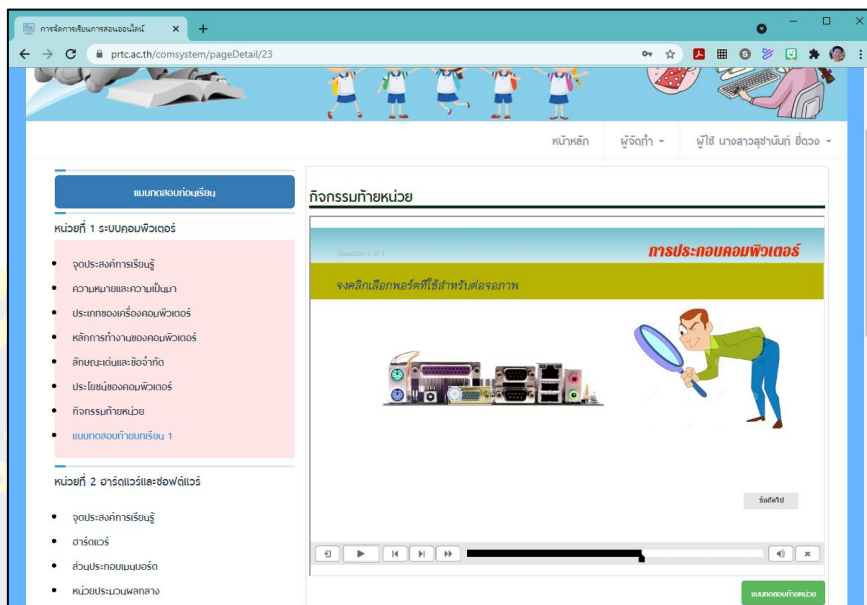 การจัดการเรียนการสอนออนไลน์
prtc.ac.th/comsystem/pageDetail/23
หน้าหลัก ผู้จัดทำ ผู้ใช้ นางสาวสุชานันท์ ยี่ดวง
แบบทดสอบก่อนเรียน
หน่วยที่ 1 ระบบคอมพิวเตอร์
จุดประสงค์การเรียนรู้
ความหมายและความเป็นมา
ประเภทของเครื่องคอมพิวเตอร์
หลักการทำงานของคอมพิวเตอร์
ลักษณะเด่นและข้อจำกัด
ประโยชน์ของคอมพิวเตอร์
กิจกรรมท้ายหน่วย
แบบทดสอบท้ายบทเรียน 1
หน่วยที่ 2 ฮาร์ดแวร์และซอฟต์แวร์
จุดประสงค์การเรียนรู้
ฮาร์ดแวร์
ส่วนประกอบเมนบอร์ด
หน่วยประมวนผลกลาง
กิจกรรมท้ายหน่วย
Question 1 of 1
การประกอบคอมพิวเตอร์
จงคลิกเลือกพอร์ตที่ใช้สำหรับต่อจอภาพ
ข้อถัดไป
แบบทดสอบท้ายหน่วย